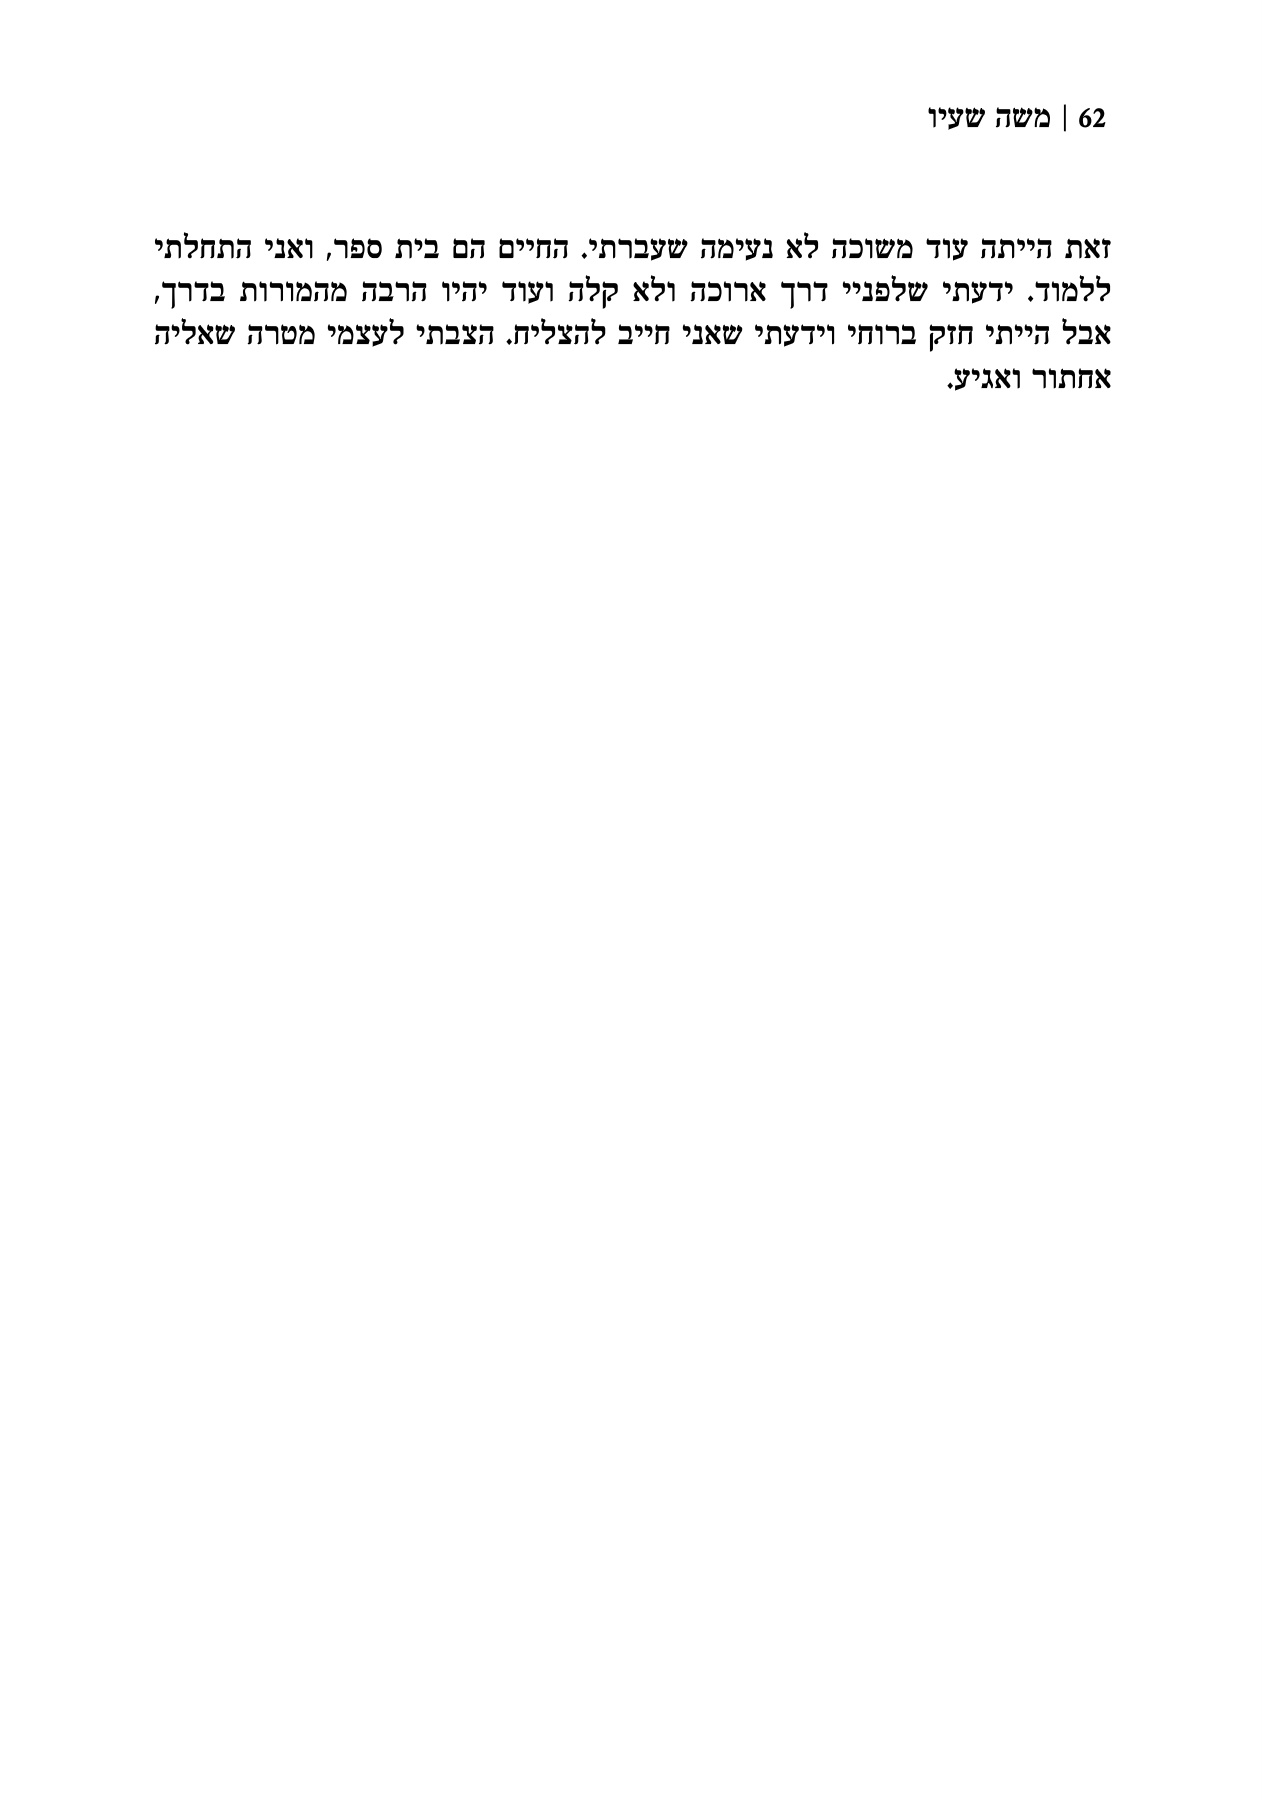 62 | משה שעיו
זאת הייתה עוד משוכה לא נעימה שעברתי. החיים הם בית ספר, ואני התחלתי
ללמוד. ידעתי שלפניי דרך ארוכה ולא קלה ועוד יהיו הרבה מהמורות בדרך,
אבל הייתי חזק ברוחי וידעתי שאני חייב להצליח. הצבתי לעצמי מטרה שאליה
אחתור ואגיע.